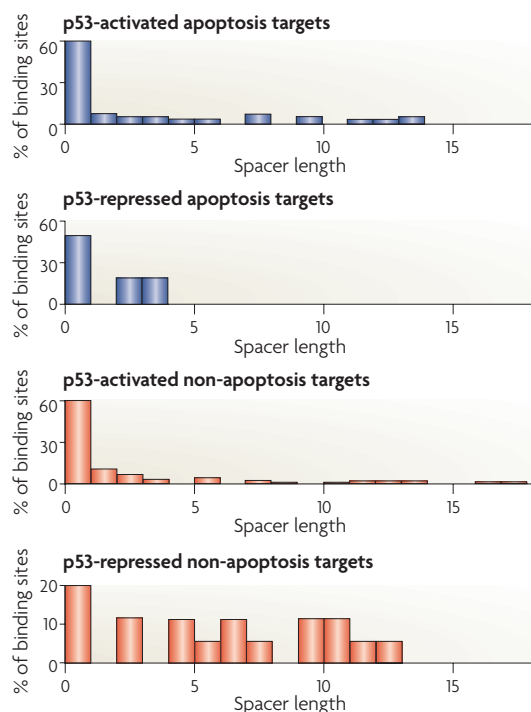 p53-activated apoptosis targets
% of binding sites
60
30
0
0 5 10 15
Spacer length
p53-repressed apoptosis targets
% of binding sites
60
30
0
0 5 10 15
Spacer length
p53-activated non-apoptosis targets
% of binding sites
60
30
0
0 5 10 15
Spacer length
p53-repressed non-apoptosis targets
% of binding sites
20
10
0
0 5 10 15
Spacer length